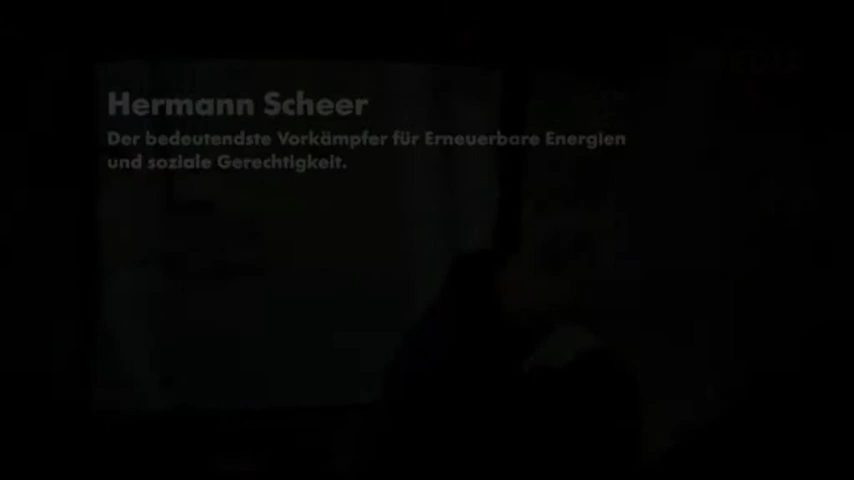 Hermann Scheer
Der bedeutendste Vorkämpfer für Erneuerbare Energien
und soziale Gerechtigkeit.